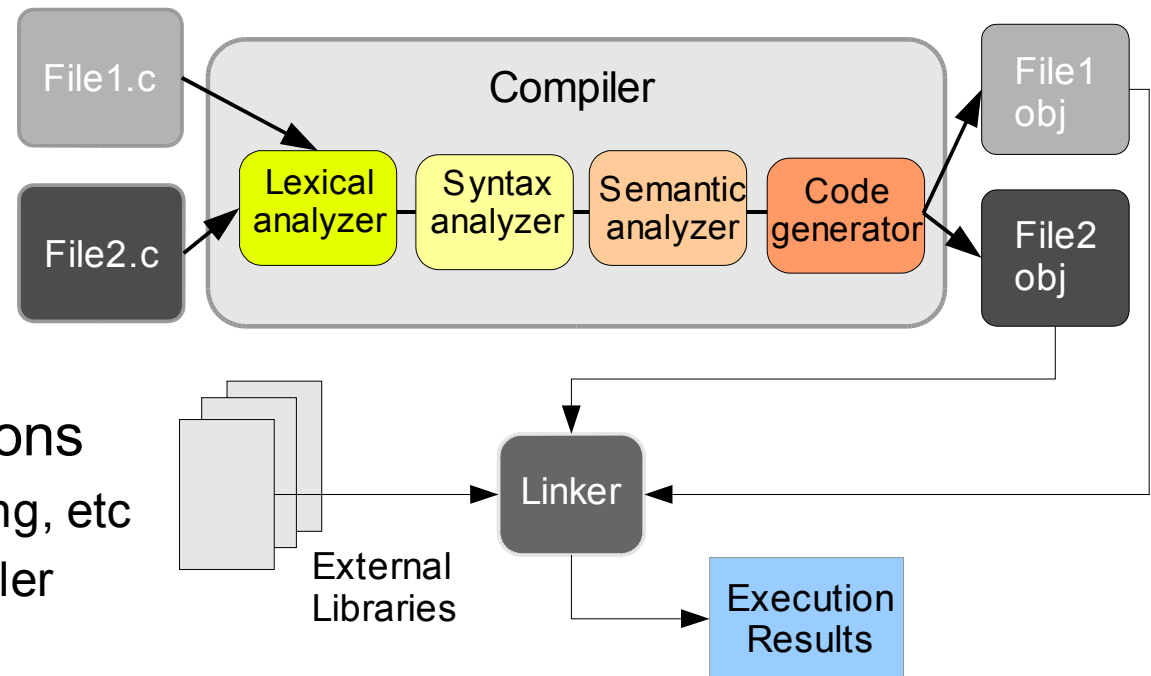 File1.c
Compiler
File1
obj
Lexical
analyzer
Syntax
analyzer
Semantic
analyzer
Code
generator
File2.c
File2
obj
ons
ng, etc
ler
External
Libraries
Linker
Execution
Results